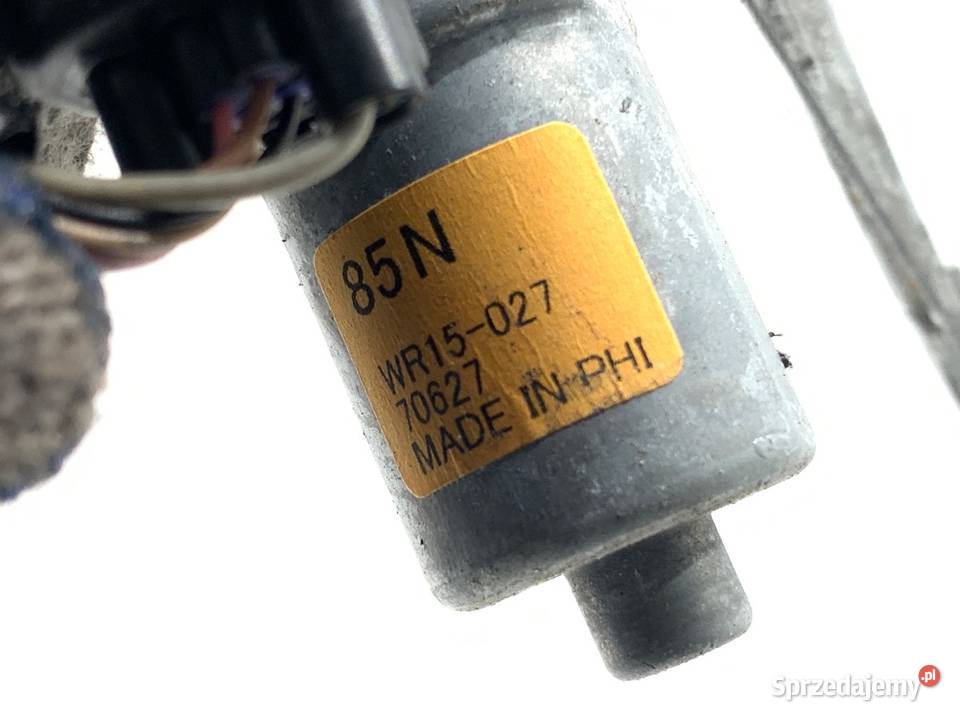 85N
WR15-027
70627
MADE IN PHI
Sprzedajemy.pl